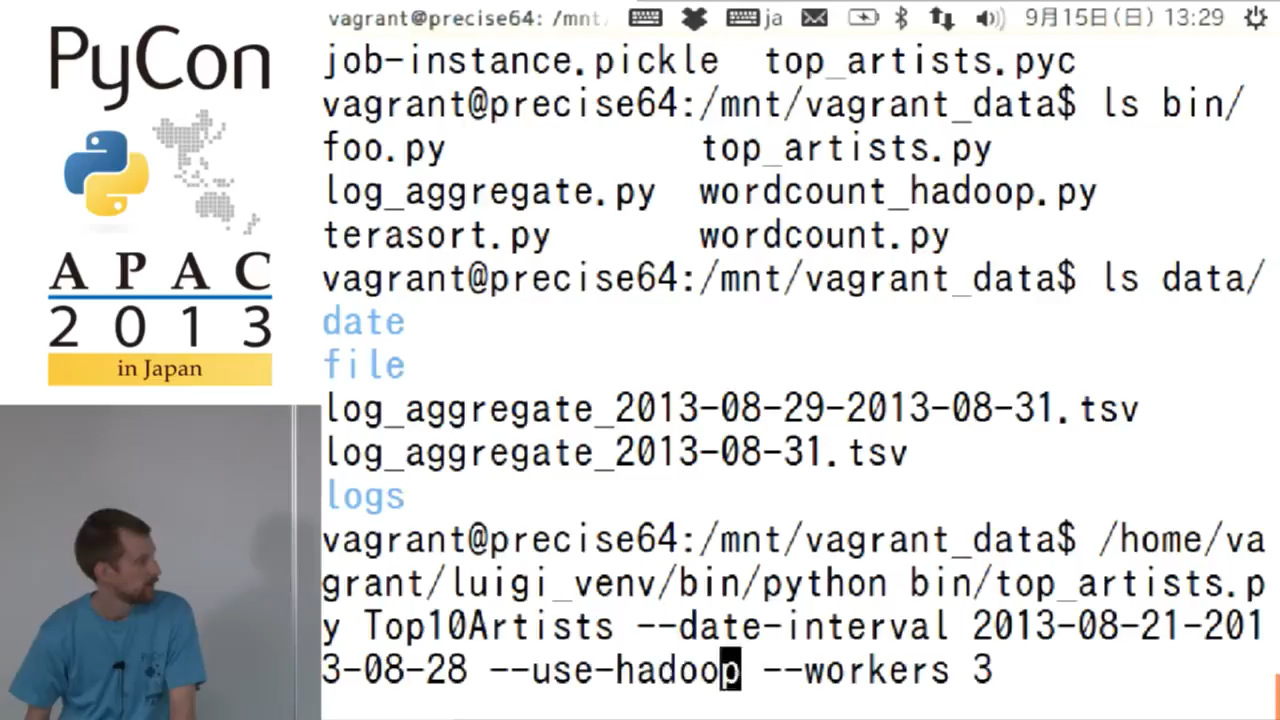 PyCon
APAC
2013
in Japan
vagrant@precise64: /mnt/ ja 9月15日(日) 13:29
job-instance.pickle top_artists.pyc
vagrant@precise64:/mnt/vagrant_data$ ls bin/
foo.py top_artists.py
log_aggregate.py wordcount_hadoop.py
terasort.py wordcount.py
vagrant@precise64:/mnt/vagrant_data$ ls data/
date
file
log_aggregate_2013-08-29-2013-08-31.tsv
log_aggregate_2013-08-31.tsv
logs
vagrant@precise64:/mnt/vagrant_data$ /home/va
grant/luigi_venv/bin/python bin/top_artists.p
y Top10Artists --date-interval 2013-08-21-201
3-08-28 --use-hadoop --workers 3